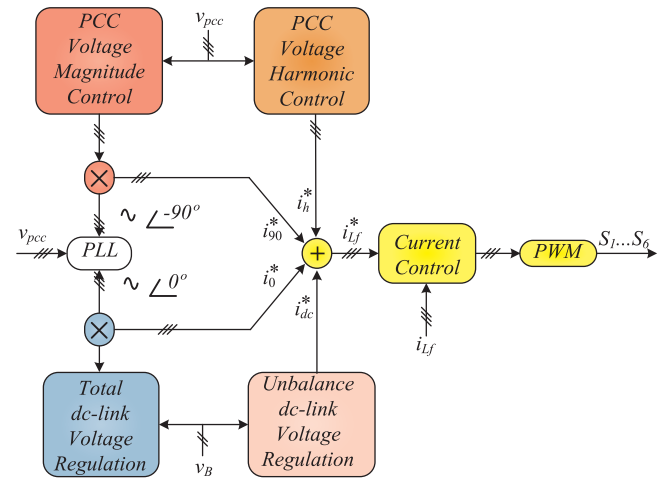 PCC
Voltage
Magnitude
Control
v_pcc
PCC
Voltage
Harmonic
Control
× 
~ ∠-90°
i*_90
i*_h
v_pcc
PLL
i*_Lf
+
Current
Control
PWM
S_1...S_6
~ ∠0°
i*_0
i*_dc
×
i_Lf
Total
dc-link
Voltage
Regulation
v_B
Unbalance
dc-link
Voltage
Regulation